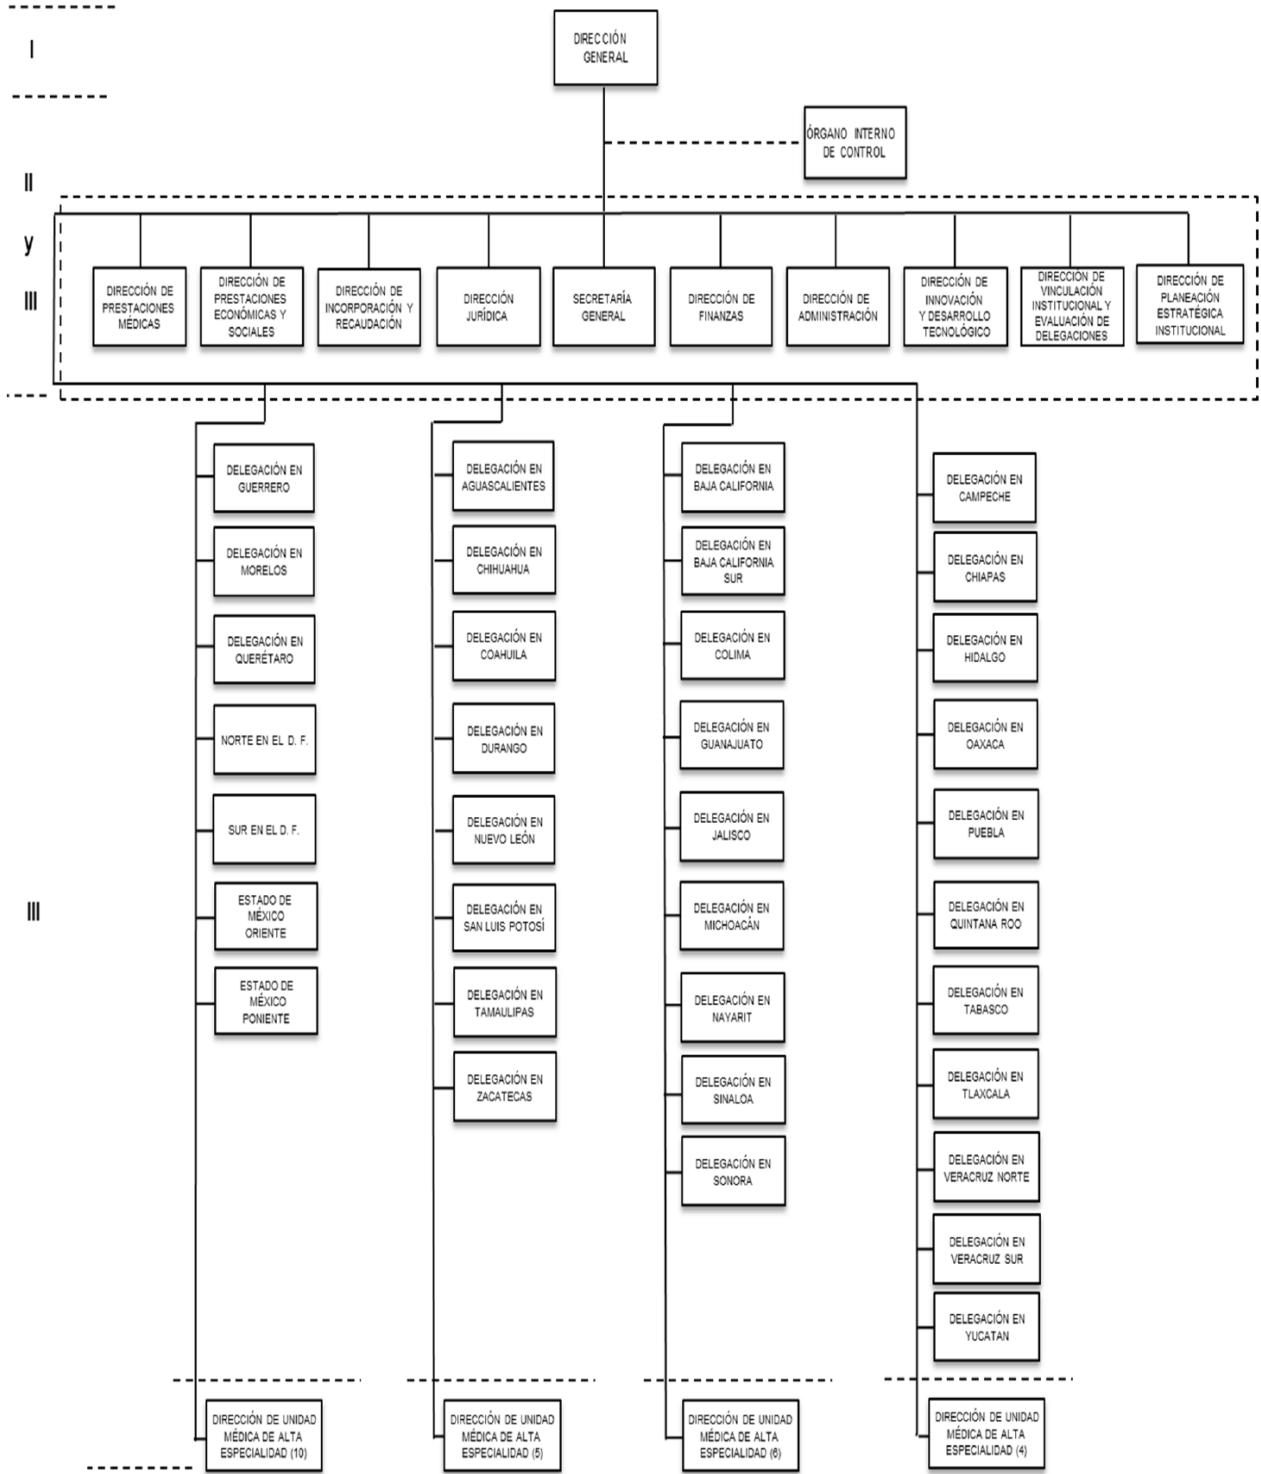 I
DIRECCIÓN
GENERAL
ÓRGANO INTERNO
DE CONTROL
II
y
III
DIRECCIÓN DE
PRESTACIONES
MÉDICAS
DIRECCIÓN DE
PRESTACIONES
ECONÓMICAS Y
SOCIALES
DIRECCIÓN DE
INCORPORACIÓN Y
RECAUDACIÓN
DIRECCIÓN
JURÍDICA
SECRETARÍA
GENERAL
DIRECCIÓN DE
FINANZAS
DIRECCIÓN DE
ADMINISTRACIÓN
DIRECCIÓN DE
INNOVACIÓN
Y DESARROLLO
TECNOLÓGICO
DIRECCIÓN DE
VINCULACIÓN
INSTITUCIONAL Y
EVALUACIÓN DE
DELEGACIONES
DIRECCIÓN DE
PLANEACIÓN
ESTRATÉGICA
INSTITUCIONAL
III
DELEGACIÓN EN
GUERRERO
DELEGACIÓN EN
MORELOS
DELEGACIÓN EN
QUERÉTARO
NORTE EN EL D. F.
SUR EN EL D. F.
ESTADO DE
MÉXICO
ORIENTE
ESTADO DE
MÉXICO
PONIENTE
DIRECCIÓN DE UNIDAD
MÉDICA DE ALTA
ESPECIALIDAD (10)
DELEGACIÓN EN
AGUASCALIENTES
DELEGACIÓN EN
CHIHUAHUA
DELEGACIÓN EN
COAHUILA
DELEGACIÓN EN
DURANGO
DELEGACIÓN EN
NUEVO LEÓN
DELEGACIÓN EN
SAN LUIS POTOSÍ
DELEGACIÓN EN
TAMAULIPAS
DELEGACIÓN EN
ZACATECAS
DIRECCIÓN DE UNIDAD
MÉDICA DE ALTA
ESPECIALIDAD (5)
DELEGACIÓN EN
BAJA CALIFORNIA
DELEGACIÓN EN
BAJA CALIFORNIA
SUR
DELEGACIÓN EN
COLIMA
DELEGACIÓN EN
GUANAJUATO
DELEGACIÓN EN
JALISCO
DELEGACIÓN EN
MICHOACÁN
DELEGACIÓN EN
NAYARIT
DELEGACIÓN EN
SINALOA
DELEGACIÓN EN
SONORA
DIRECCIÓN DE UNIDAD
MÉDICA DE ALTA
ESPECIALIDAD (6)
DELEGACIÓN EN
CAMPECHE
DELEGACIÓN EN
CHIAPAS
DELEGACIÓN EN
HIDALGO
DELEGACIÓN EN
OAXACA
DELEGACIÓN EN
PUEBLA
DELEGACIÓN EN
QUINTANA ROO
DELEGACIÓN EN
TABASCO
DELEGACIÓN EN
TLAXCALA
DELEGACIÓN EN
VERACRUZ NORTE
DELEGACIÓN EN
VERACRUZ SUR
DELEGACIÓN EN
YUCATAN
DIRECCIÓN DE UNIDAD
MÉDICA DE ALTA
ESPECIALIDAD (4)